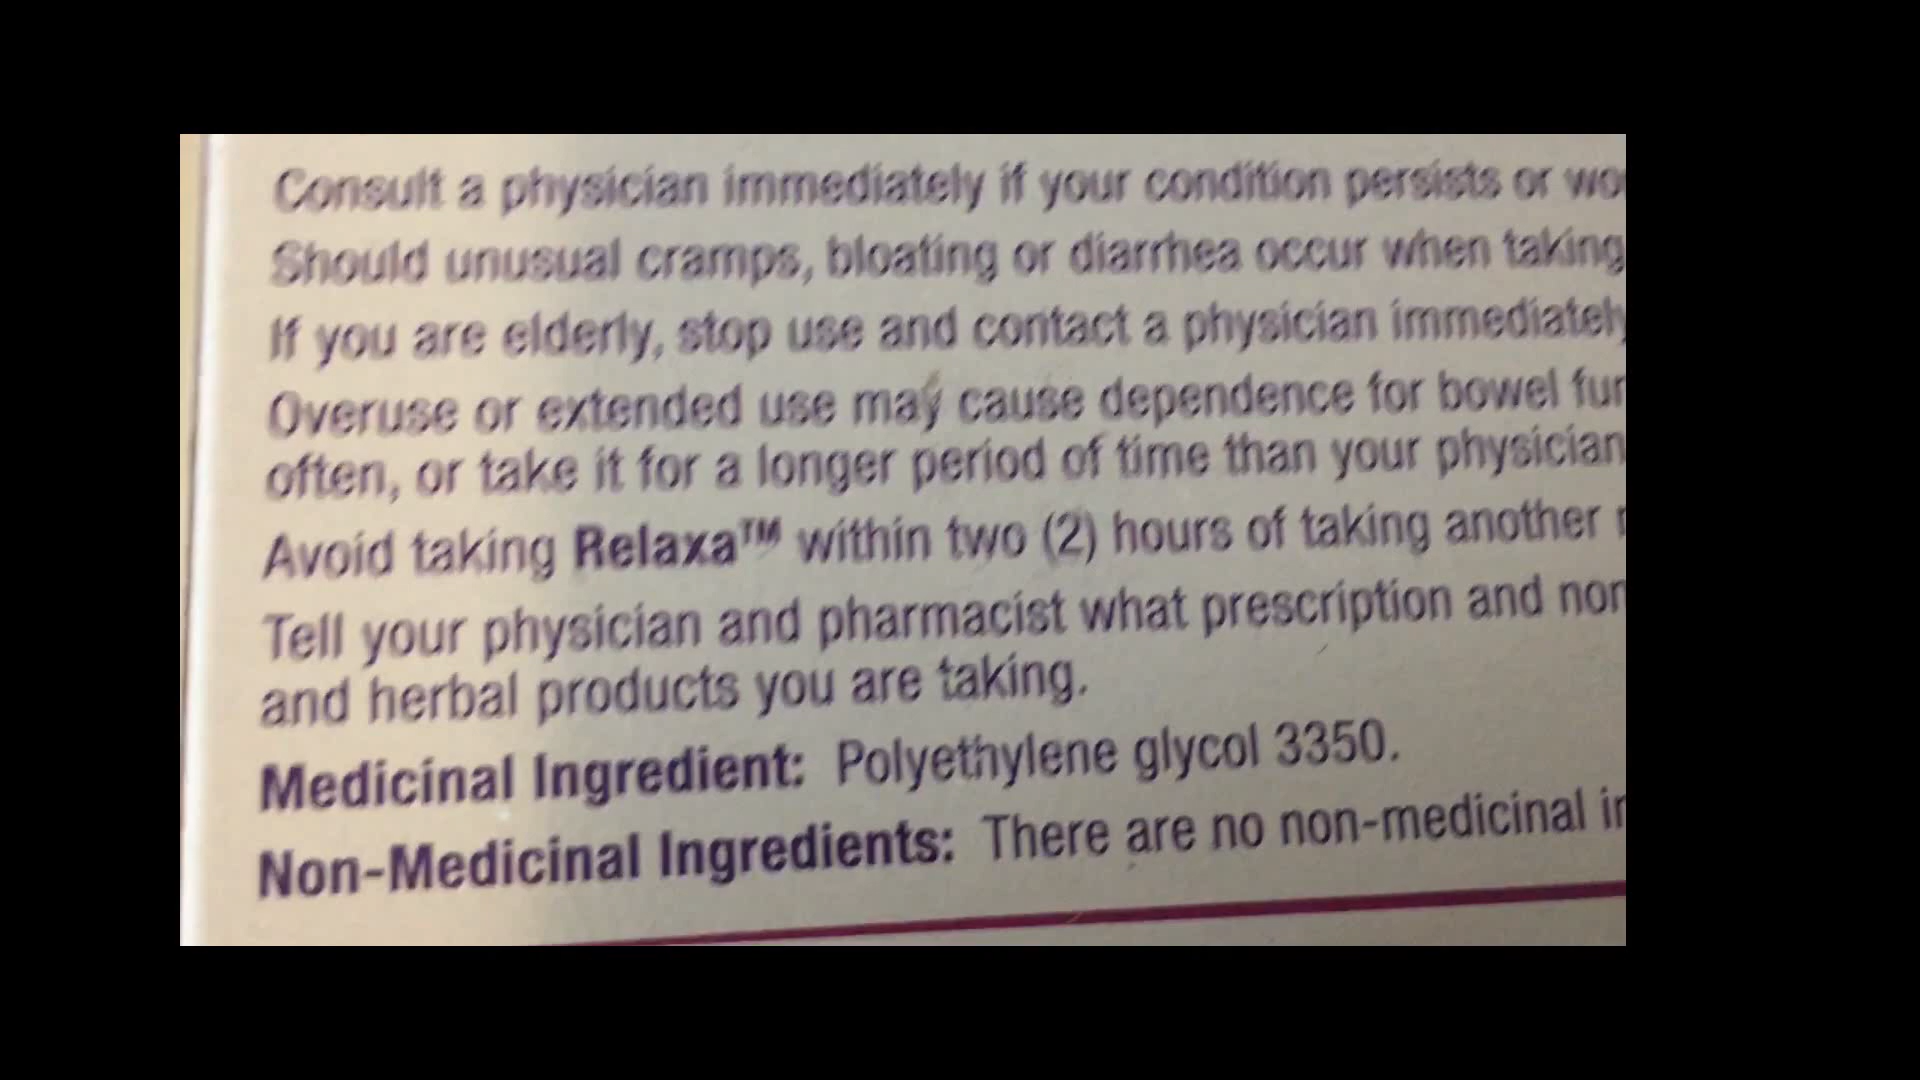 Consult a physician immediately if your condition persists or
Should unusual cramps, bloating or diarrhea occur when taking
If you are elderly, stop use and contact a physician immediately
Overuse or extended use may cause dependence for bowel
often, or take it for a longer period of time than your physician
Avoid taking Relaxa™ within two (2) hours of taking another
Tell your physician and pharmacist what prescription and
and herbal products you are taking.
Medicinal Ingredient: Polyethylene glycol 3350.
Non-Medicinal Ingredients: There are no non-medicinal